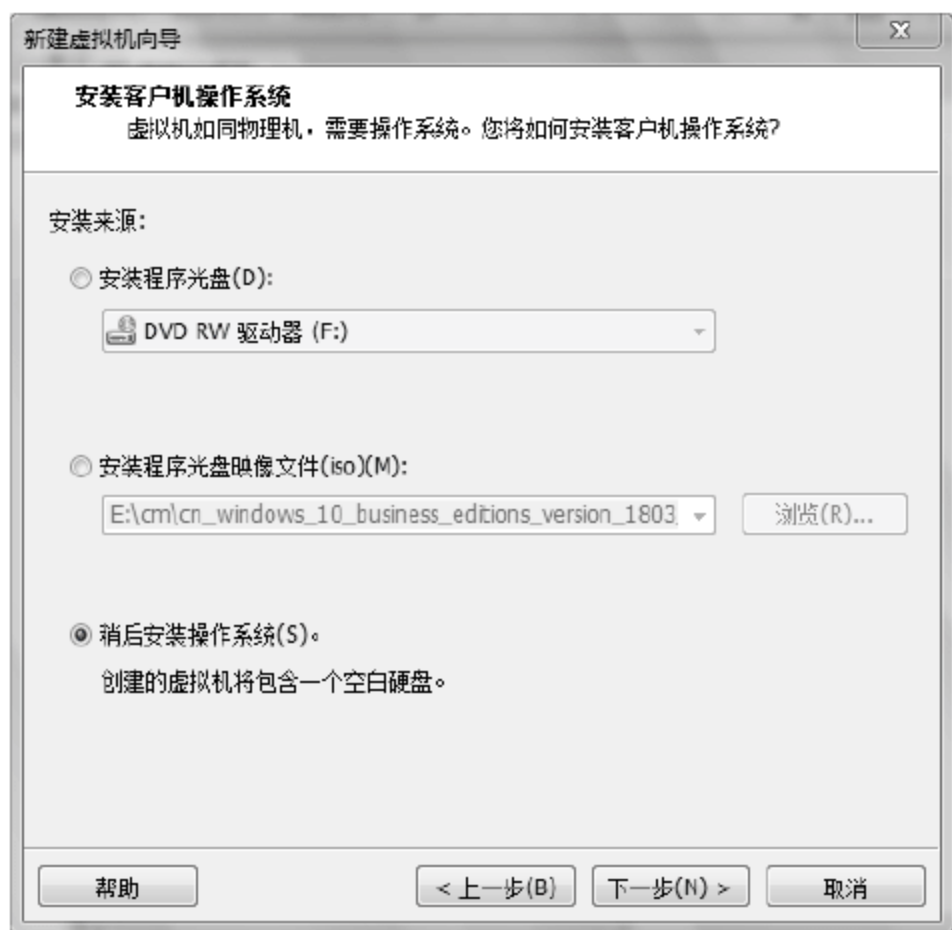 新建虚拟机向导
安装客户机操作系统
虚拟机如同物理机，需要操作系统。您将如何安装客户机操作系统?
安装来源:
安装程序光盘(D):
DVD RW 驱动器 (F:)
安装程序光盘映像文件(iso)(M):
E:\cm\cn_windows_10_business_editions_version_1803_
浏览(R)...
稍后安装操作系统(S)。
创建的虚拟机将包含一个空白硬盘。
帮助
< 上一步(B)
下一步(N) >
取消